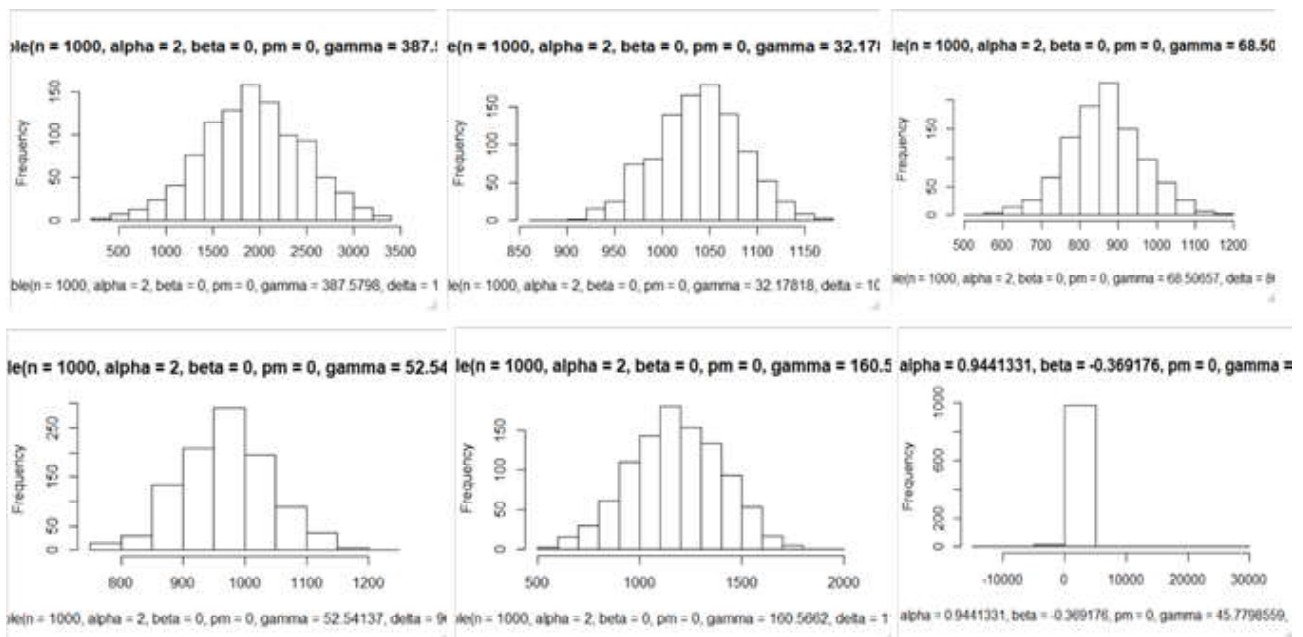 ole(n = 1000, alpha = 2, beta = 0, pm = 0, gamma = 387.5
Frequency
150
100
50
0
500 1000 1500 2000 2500 3000 3500
ble(n = 1000, alpha = 2, beta = 0, pm = 0, gamma = 387.5798, delta = 1
e(n = 1000, alpha = 2, beta = 0, pm = 0, gamma = 32.178
Frequency
150
100
50
0
850 900 950 1000 1050 1100 1150
le(n = 1000, alpha = 2, beta = 0, pm = 0, gamma = 32.17818, delta = 10
le(n = 1000, alpha = 2, beta = 0, pm = 0, gamma = 68.50
Frequency
150
50
0
500 600 700 800 900 1000 1100 1200
le(n = 1000, alpha = 2, beta = 0, pm = 0, gamma = 68.50657, delta = 8
le(n = 1000, alpha = 2, beta = 0, pm = 0, gamma = 52.54
Frequency
250
150
50
0
800 900 1000 1100 1200
le(n = 1000, alpha = 2, beta = 0, pm = 0, gamma = 52.54137, delta = 9
le(n = 1000, alpha = 2, beta = 0, pm = 0, gamma = 160.5
Frequency
150
100
50
0
500 1000 1500 2000
le(n = 1000, alpha = 2, beta = 0, pm = 0, gamma = 160.5662, delta = 1
alpha = 0.9441331, beta = -0.369176, pm = 0, gamma =
Frequency
1000
600
200
0
-10000 0 10000 20000 30000
alpha = 0.9441331, beta = -0.369176, pm = 0, gamma = 45.7798559,